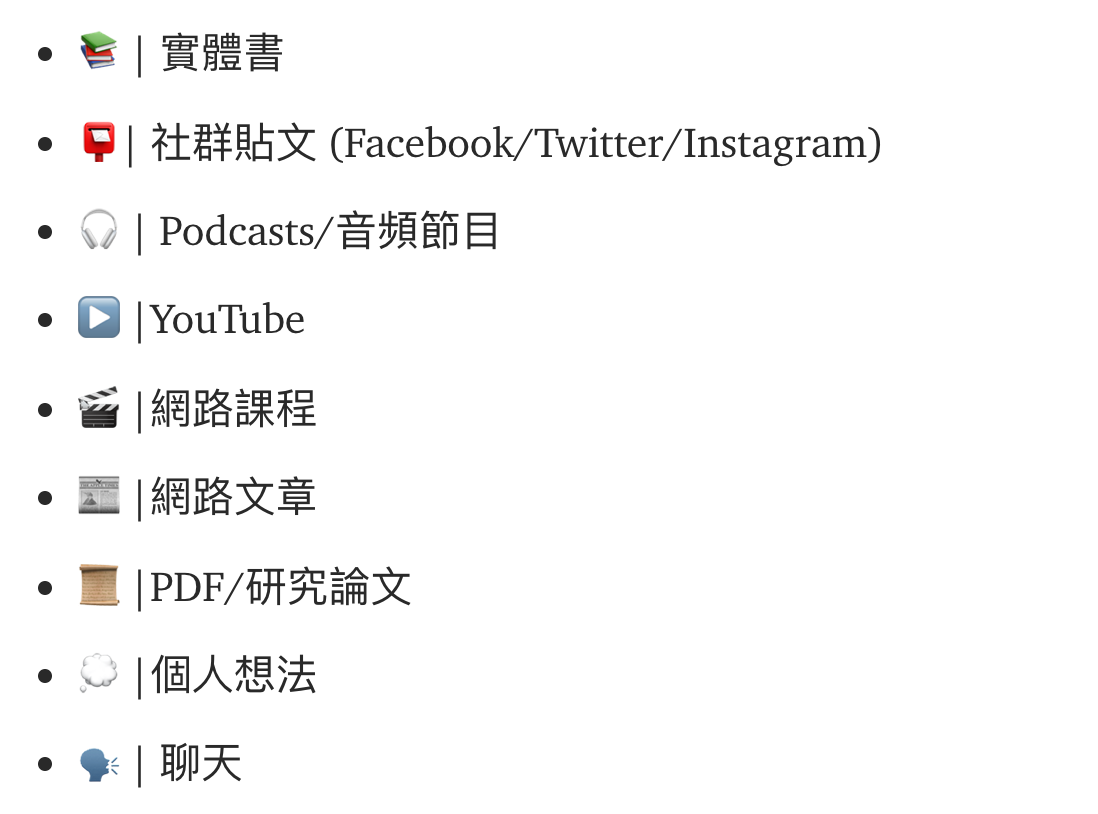 • 📚 | 實體書
• 📮| 社群貼文 (Facebook/Twitter/Instagram)
• 🎧 | Podcasts/音頻節目
• ▶️ |YouTube
• 🎬 |網路課程
• 📰 |網路文章
• 📜 |PDF/研究論文
• 💭 |個人想法
• 🗣 | 聊天